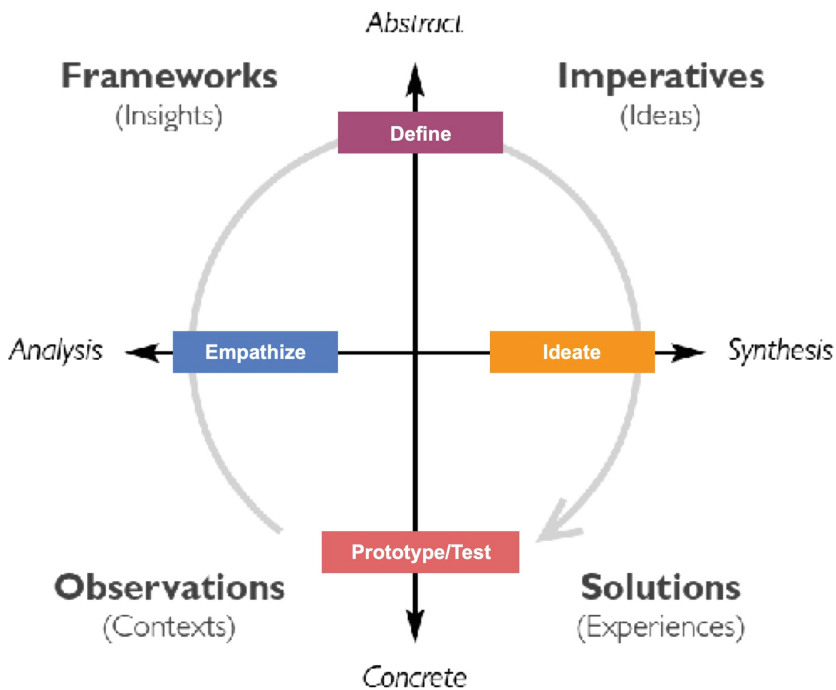 Abstract
Frameworks
(Insights)
Imperatives
(Ideas)
Define
Analysis
Empathize
Ideate
Synthesis
Prototype/Test
Observations
(Contexts)
Solutions
(Experiences)
Concrete